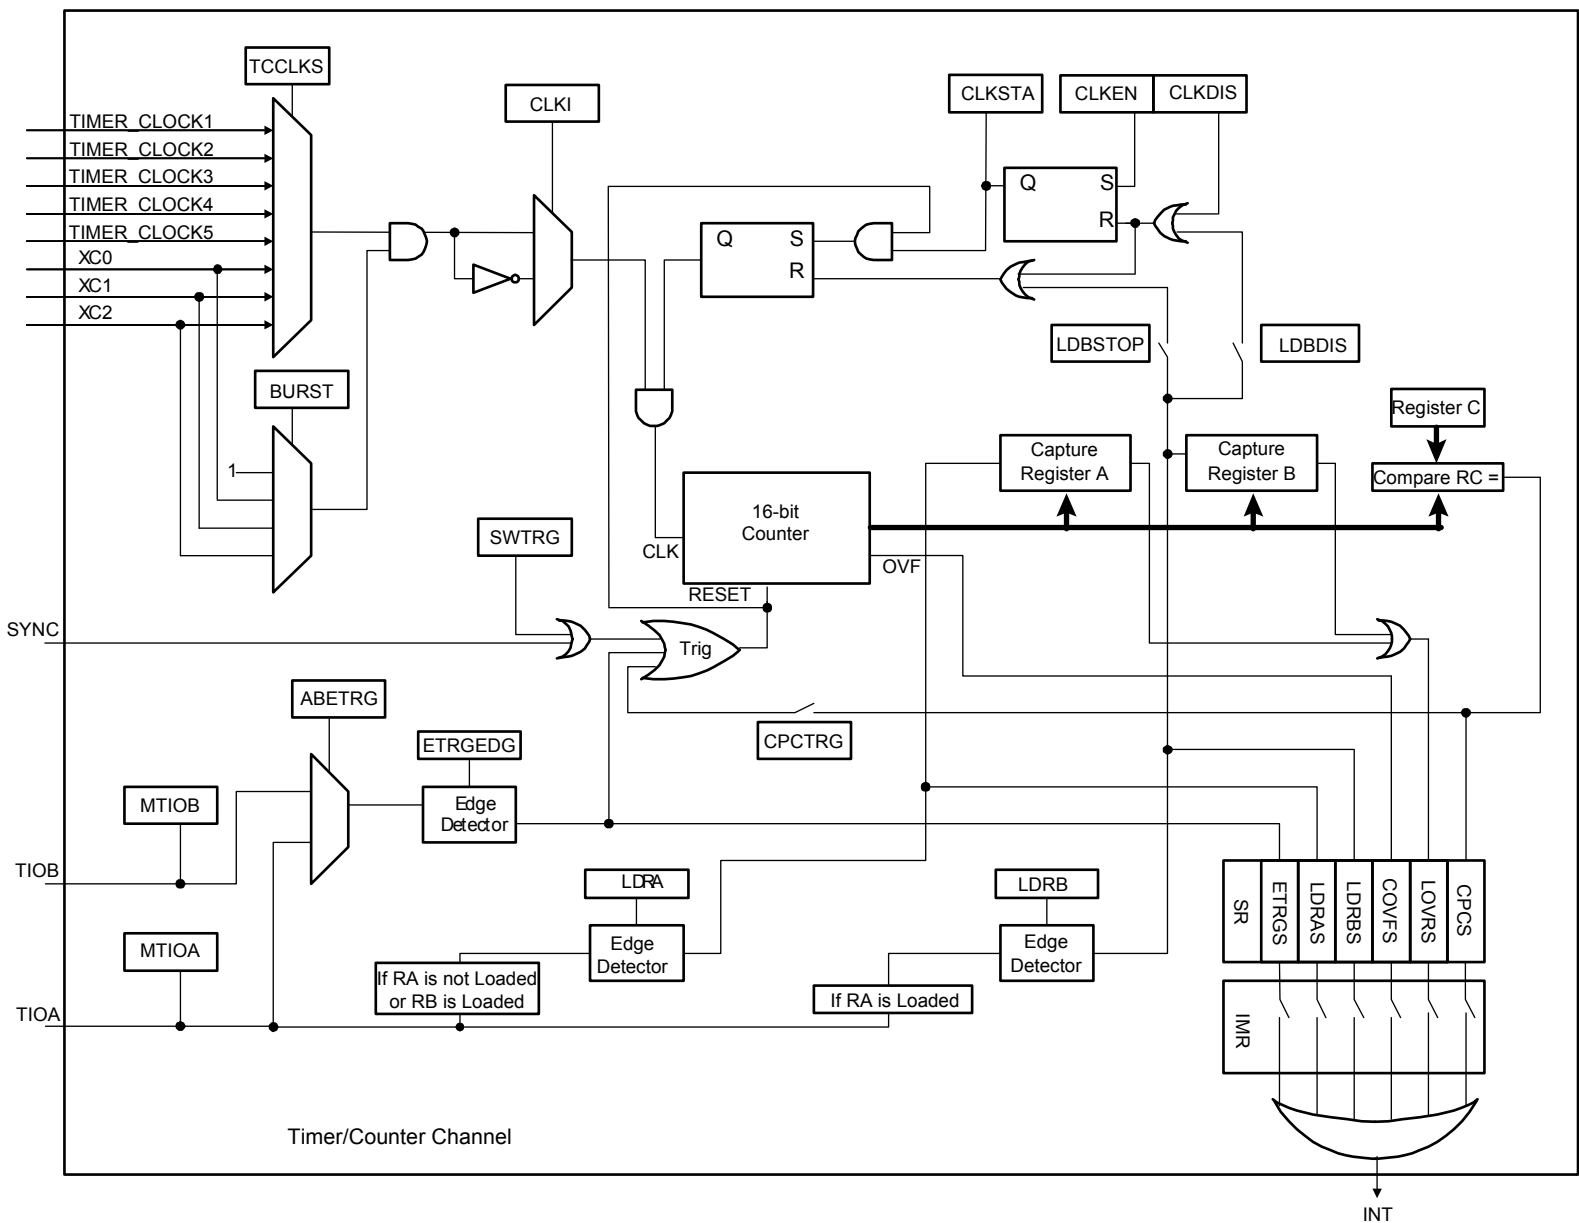 TCCLKS
CLKI
CLKSTA
CLKEN
CLKDIS
TIMER_CLOCK1
TIMER_CLOCK2
TIMER_CLOCK3
TIMER_CLOCK4
TIMER_CLOCK5
XC0
XC1
XC2
Q
S
R
Q
S
R
LDBSTOP
LDBDIS
BURST
1
Register C
Capture
Register A
Capture
Register B
Compare RC =
16-bit
Counter
SWTRG
CLK
OVF
RESET
SYNC
Trig
ABETRG
ETRGEDG
CPCTRG
MTIOB
Edge
Detector
TIOB
LDRA
LDRB
SR
ETRGS
LDRAS
LDRBS
COVFS
LOVRS
CPCS
MTIOA
Edge
Detector
Edge
Detector
If RA is not Loaded
or RB is Loaded
If RA is Loaded
TIOA
IMR
Timer/Counter Channel
INT